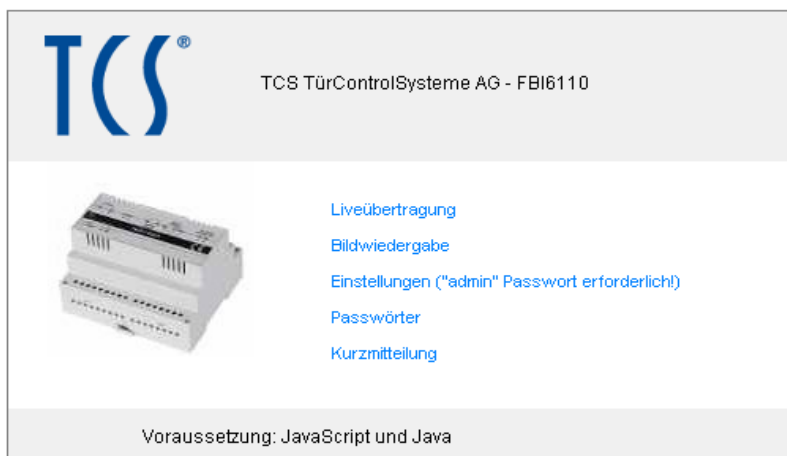 TCS®
TCS TürControlSysteme AG - FBI6110
Liveübertragung
Bildwiedergabe
Einstellungen ("admin" Passwort erforderlich!)
Passwörter
Kurzmitteilung
Voraussetzung: JavaScript und Java